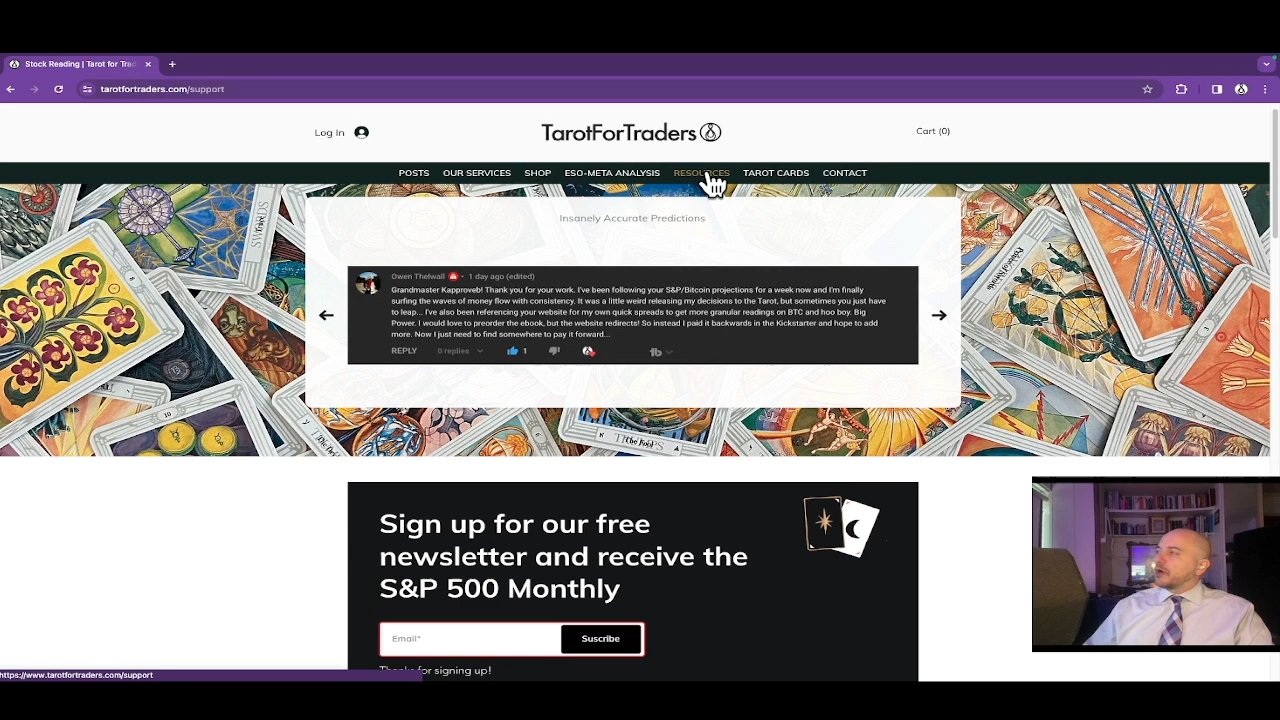 Stock Reading | Tarot for Trad
tarotfortraders.com/support
Log In
TarotForTraders
Cart (0)
POSTS OUR SERVICES SHOP ESO-META ANALYSIS RESOURCES TAROT CARDS CONTACT
Insanely Accurate Predictions
Owen Thelwall • 1 day ago (edited)
Grandmaster Kapproveb! Thank you for your work. I've been following your S&P/Bitcoin projections for a week now and I'm finally
surfing the waves of money flow with consistency. It was a little weird releasing my decisions to the Tarot, but sometimes you just have
to leap... I've also been referencing your website for my own quick spreads to get more granular readings on BTC and hoo boy. Big
Power. I would love to preorder the ebook, but the website redirects! So instead I paid it backwards in the Kickstarter and hope to add
more. Now I just need to find somewhere to pay it forward...
REPLY 0 replies 1
The Fool
Sign up for our free
newsletter and receive the
S&P 500 Monthly
Email*
Suscribe
Thanks for signing up!
https://www.tarotfortraders.com/support